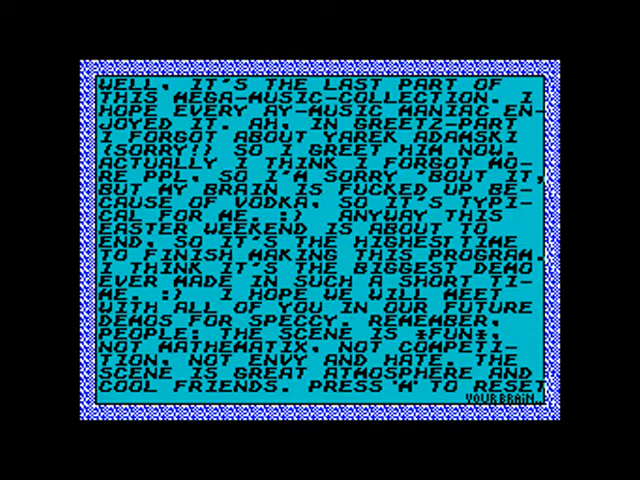 WELL, IT'S THE LAST PART OF
THIS MEGA-MUSIC-COLLECTION. I
HOPE EVERY AY-MUSIC MANIAC EN-
JOYED IT. AH, IN GREETZ-PART
I FORGOT ABOUT YAREK ADAMSKI
(SORRY!) SO I GREET HIM NOW.
ACTUALLY I THINK I FORGOT MO-
RE PPL. SO I'M SORRY 'BOUT IT,
BUT MY BRAIN IS FUCKED UP BE-
CAUSE OF VODKA. SO IT'S TYPI-
CAL FOR ME. :) ANYWAY THIS
EASTER WEEKEND IS ABOUT TO
END. SO IT'S THE HIGHEST TIME
TO FINISH MAKING THIS PROGRAM.
I THINK IT'S THE BIGGEST DEMO
EVER MADE IN SUCH A SHORT TI-
ME. :) I HOPE WE WILL MEET
WITH ALL OF YOU IN OUR FUTURE
DEMOS FOR SPECCY. REMEMBER,
PEOPLE: THE SCENE IS *FUN*,
NOT MATHEMATIX, NOT COMPETI-
TION, NOT ENVY AND HATE. THE
SCENE IS GREAT ATMOSPHERE AND
COOL FRIENDS. PRESS 'M' TO RESET
YOUR BRAiN...